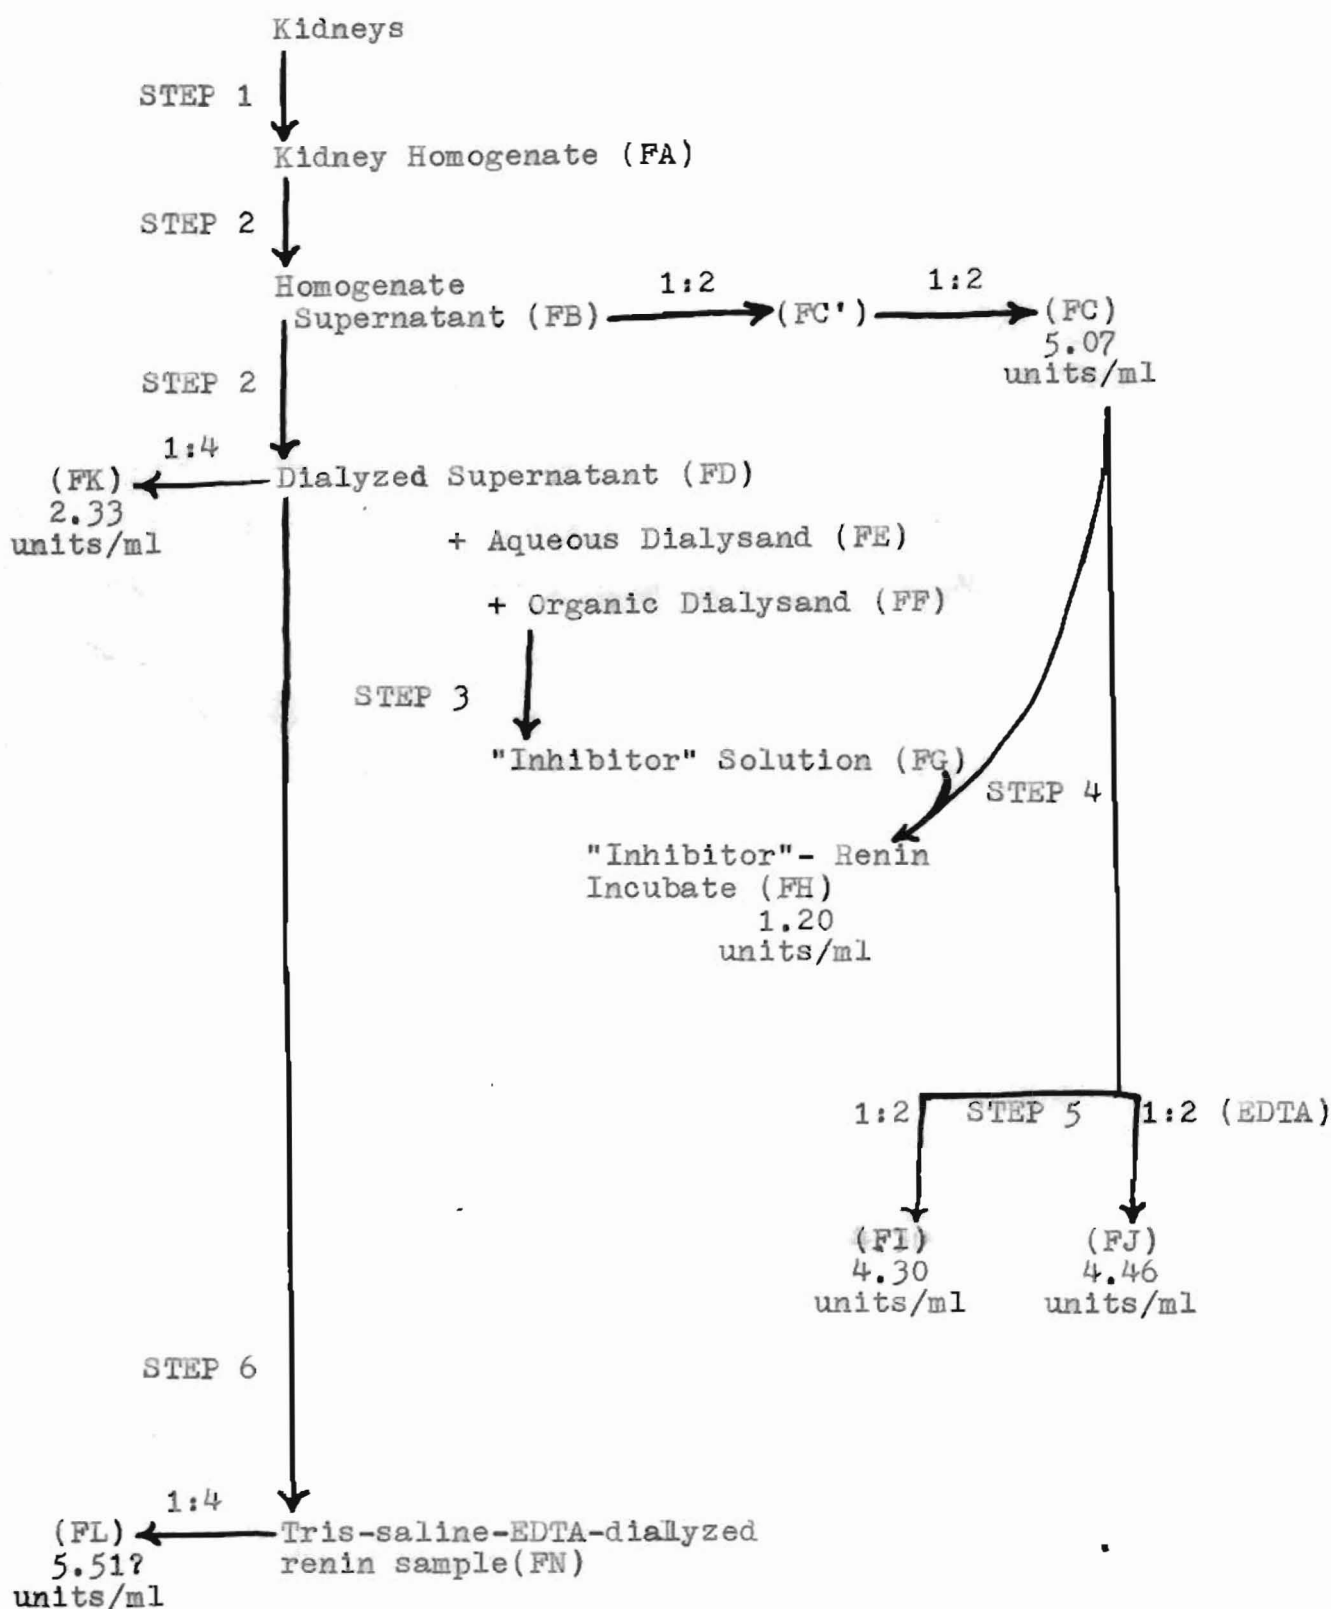 Kidneys
STEP 1
Kidney Homogenate (FA)
STEP 2
Homogenate
Supernatant (FB)
1:2
(FC')
1:2
(FC)
5.07
units/ml
STEP 2
1:4
(FK)
2.33
units/ml
Dialyzed Supernatant (FD)
+ Aqueous Dialysand (FE)
+ Organic Dialysand (FF)
STEP 3
"Inhibitor" Solution (FG)
STEP 4
"Inhibitor"- Renin
Incubate (FH)
1.20
units/ml
1:2
STEP 5
1:2 (EDTA)
(FI)
4.30
units/ml
(FJ)
4.46
units/ml
STEP 6
1:4
(FL)
5.51?
units/ml
Tris-saline-EDTA-dialyzed
renin sample(FN)